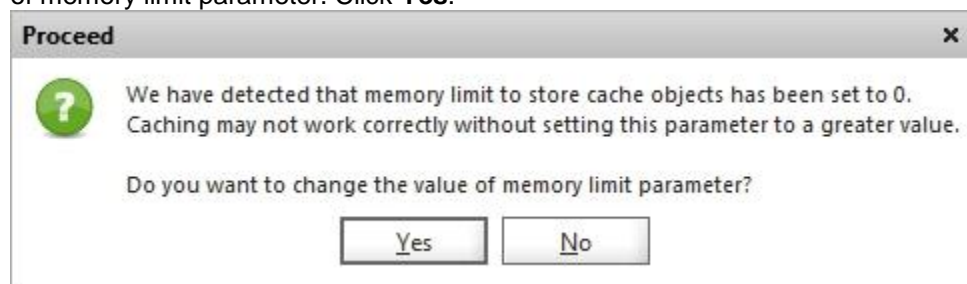 of memory limit parameter. Click Yes.
Proceed
We have detected that memory limit to store cache objects has been set to 0.
Caching may not work correctly without setting this parameter to a greater value.
Do you want to change the value of memory limit parameter?
Yes No